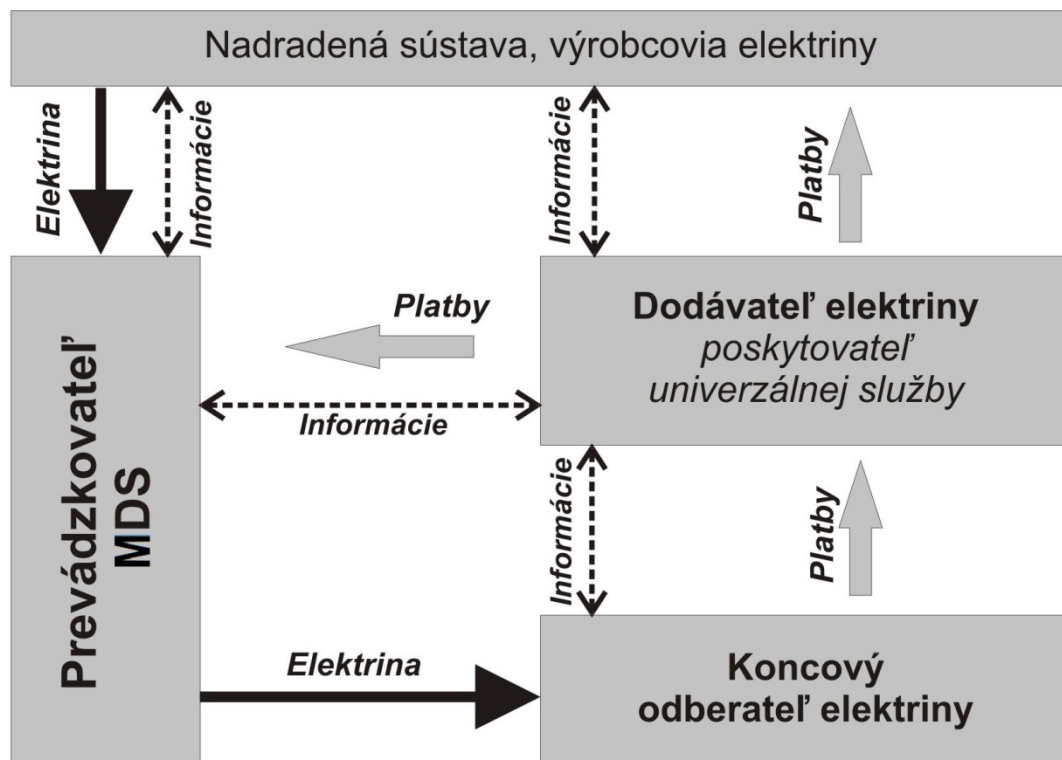 Nadradená sústava, výrobcovia elektriny
Elektrina
Informácie
Informácie
Platby
Prevádzkovateľ
MDS
Platby
Informácie
Dodávateľ elektriny
poskytovateľ
univerzálnej služby
Informácie
Platby
Elektrina
Koncový
odberateľ elektriny